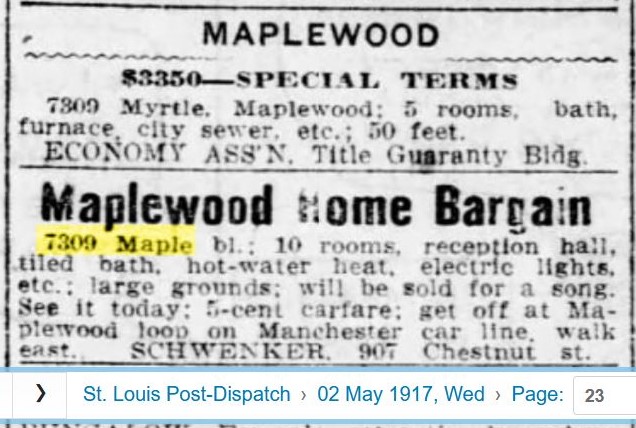 MAPLEWOOD
$3350—SPECIAL TERMS
7309 Myrtle, Maplewood; 5 rooms, bath,
furnace, city sewer, etc.; 50 feet.
ECONOMY ASS'N, Title Guaranty Bldg.
Maplewood Home Bargain
7309 Maple bl.; 10 rooms, reception hall,
tiled bath, hot-water heat, electric lights,
etc.; large grounds; will be sold for a song.
See it today; 5-cent carfare; get off at Ma-
plewood loop on Manchester car line, walk
east. SCHWENKER, 907 Chestnut st.
❯ St. Louis Post-Dispatch › 02 May 1917, Wed › Page: 23